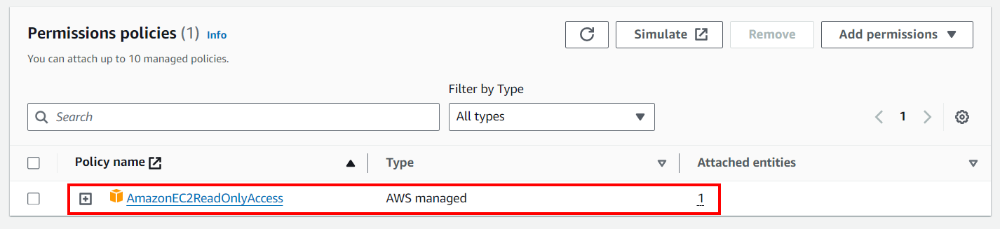 Permissions policies (1) Info
Simulate Remove Add permissions
You can attach up to 10 managed policies.
Filter by Type
Search All types 1
Policy name Type Attached entities
AmazonEC2ReadOnlyAccess AWS managed 1